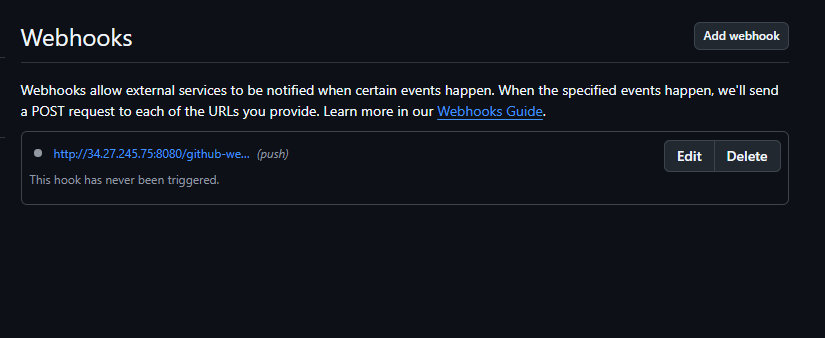 Webhooks
Add webhook
Webhooks allow external services to be notified when certain events happen. When the specified events happen, we'll send
a POST request to each of the URLs you provide. Learn more in our Webhooks Guide.
http://34.27.245.75:8080/github-we... (push)
Edit
Delete
This hook has never been triggered.